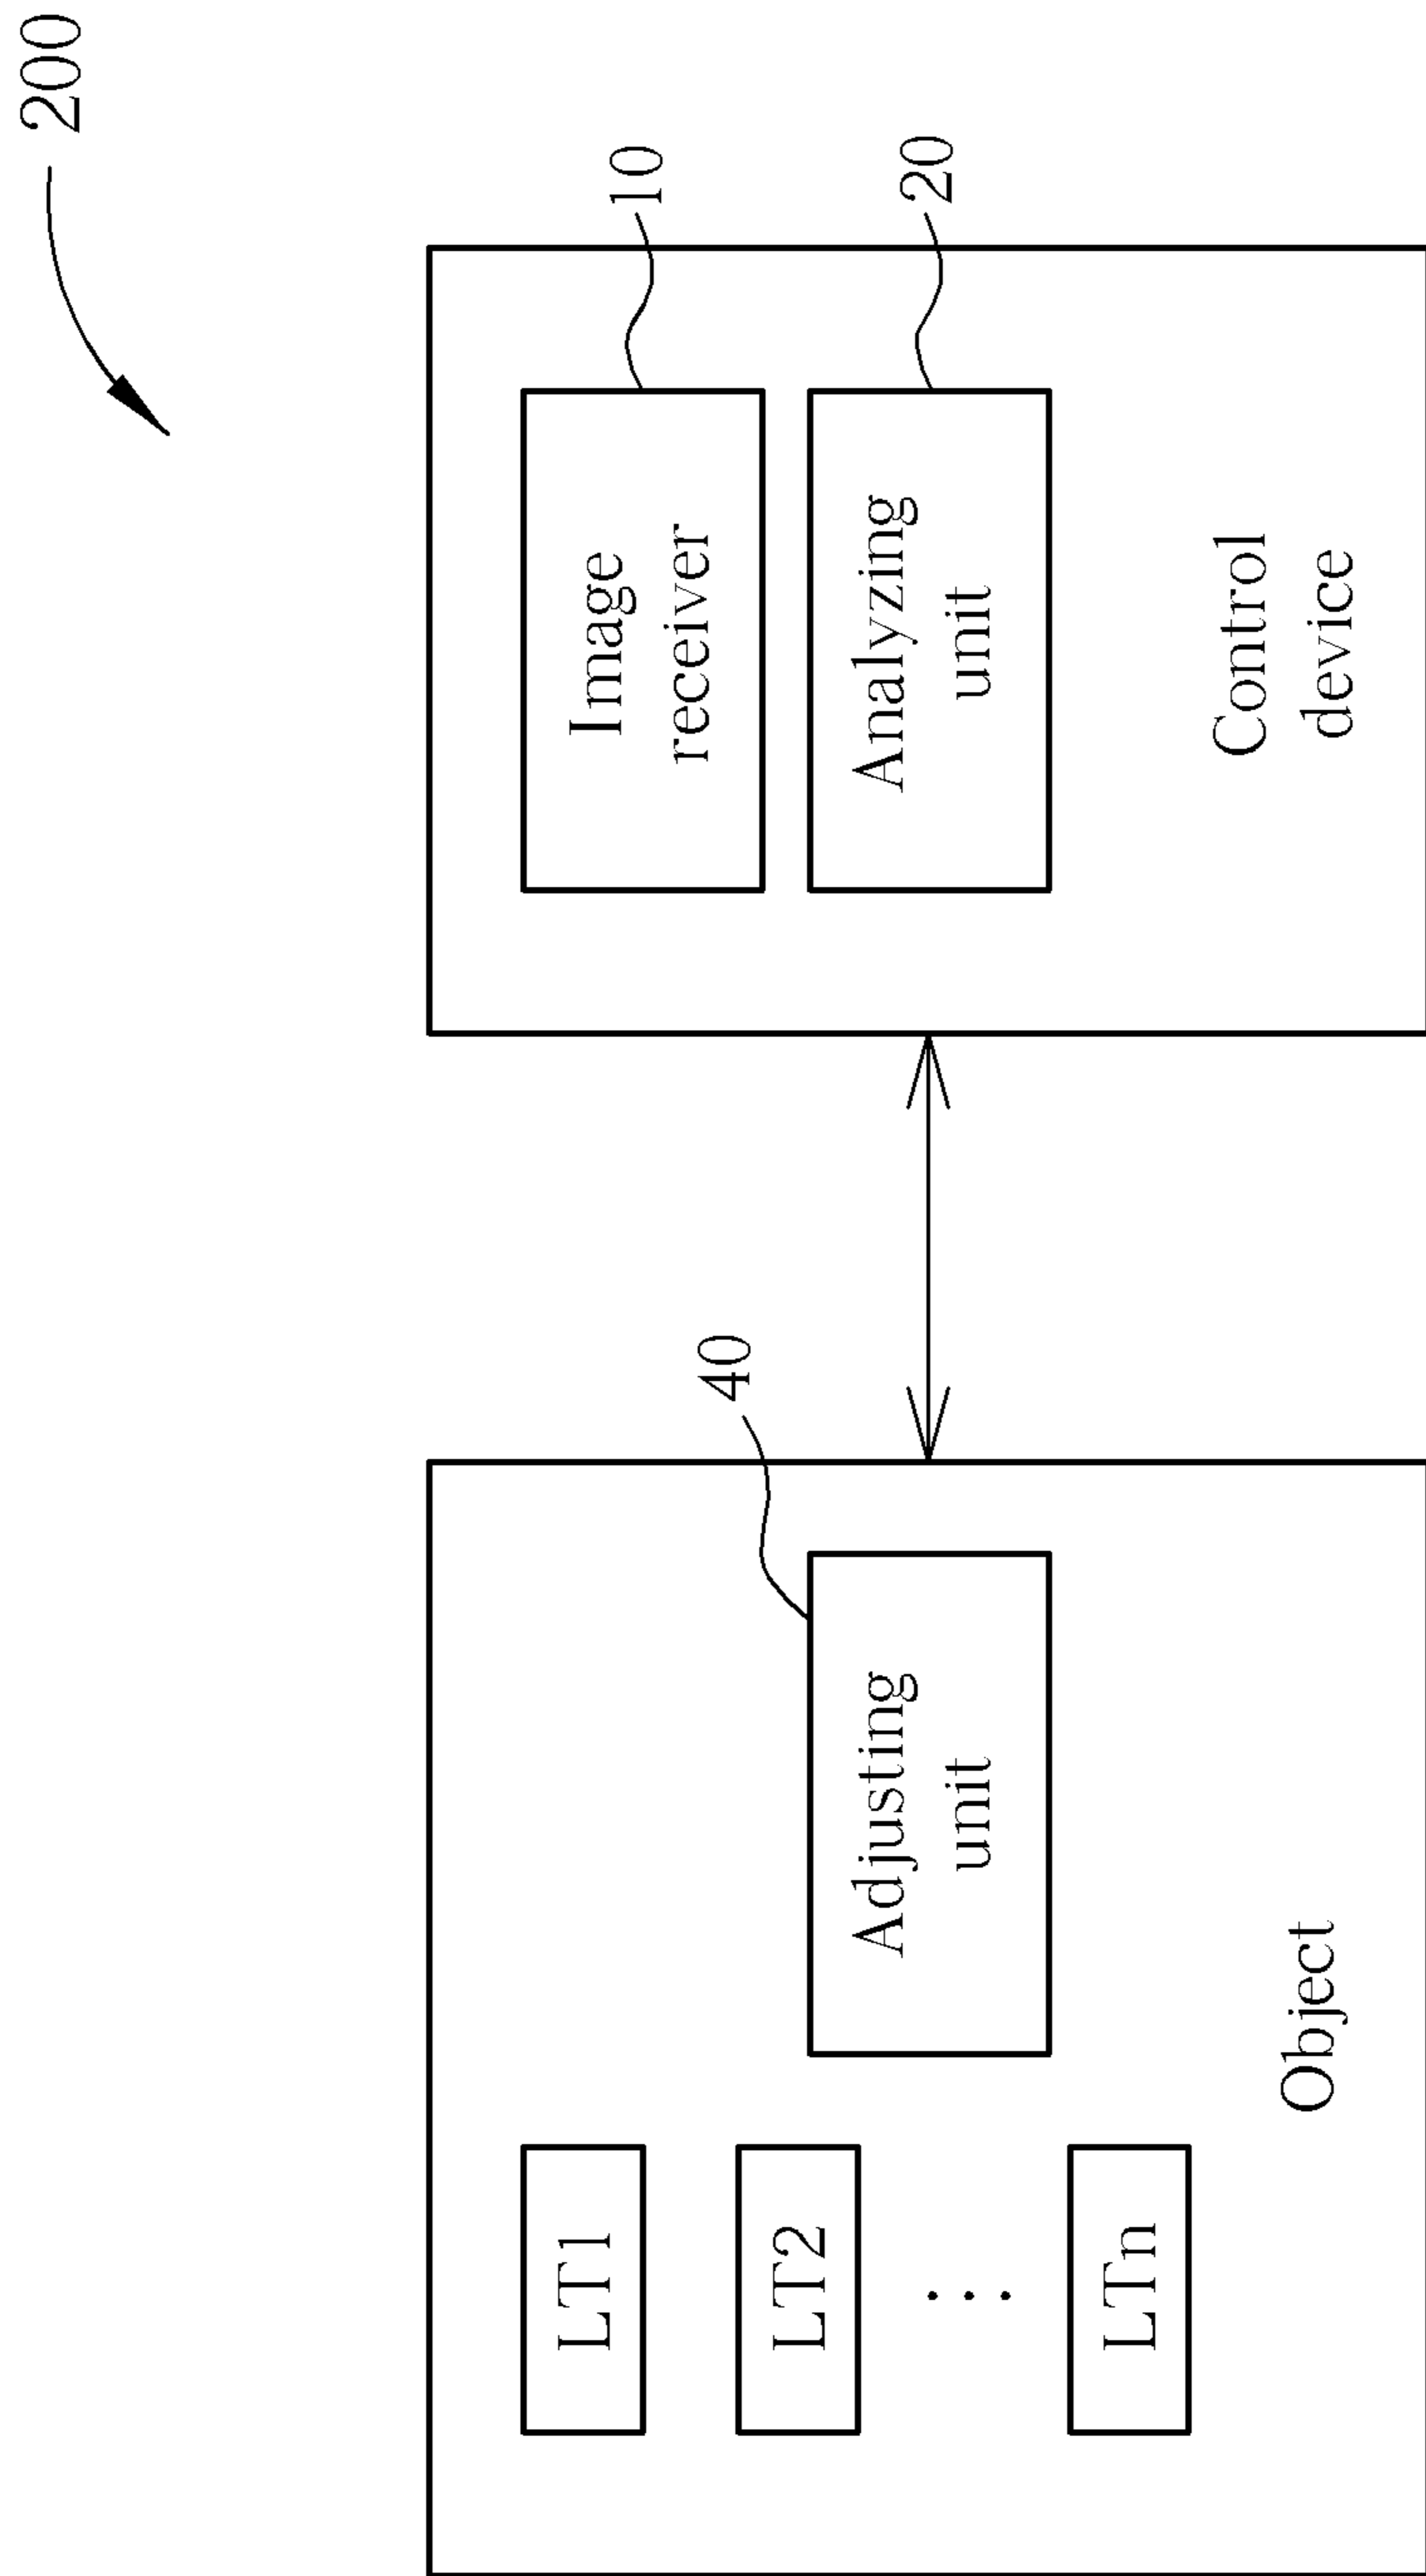 200
LT1
LT2
LTn
40
Adjusting
unit
Object
10
Image
receiver
20
Analyzing
unit
Control
device